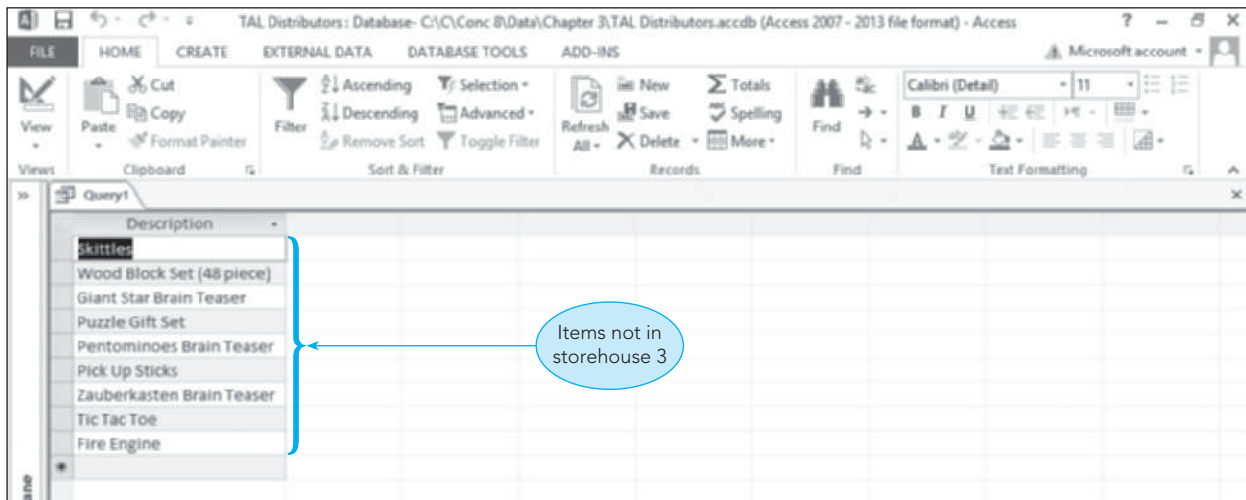 TAL Distributors : Database- C:\C\Conc 8\Data\Chapter 3\TAL Distributors.accdb (Access 2007 - 2013 file format) - Access ?
FILE HOME CREATE EXTERNAL DATA DATABASE TOOLS ADD-INS Microsoft account
View
Paste
Cut
Copy
Format Painter
Filter
Ascending
Descending
Remove Sort
Selection
Advanced
Toggle Filter
Refresh
All
New
Save
Delete
Totals
Spelling
More
Find
Calibri (Detail) 11
B I U
A
Views Clipboard Sort & Filter Records Find Text Formatting
Query1
Description
Skittles
Wood Block Set (48 piece)
Giant Star Brain Teaser
Puzzle Gift Set
Pentominoes Brain Teaser
Pick Up Sticks
Zauberkasten Brain Teaser
Tic Tac Toe
Fire Engine
Items not in
storehouse 3